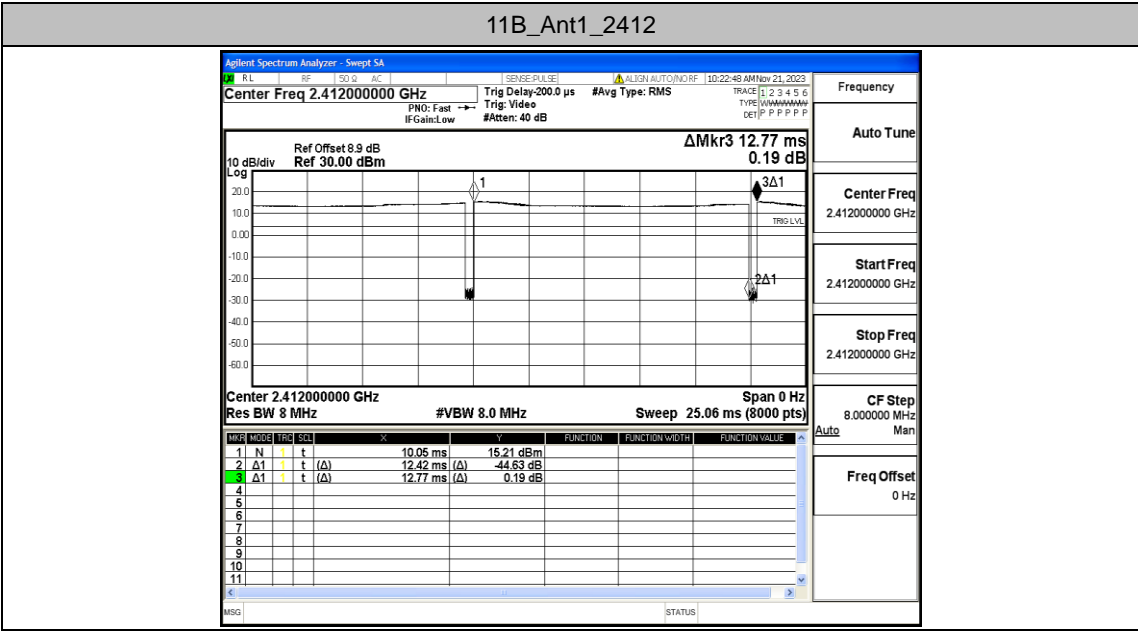 11B_Ant1_2412
Agilent Spectrum Analyzer - Swept SA
LXI RL RF 50 Ω AC SENSE:PULSE ALIGN AUTO/NO RF 10:22:48 AM Nov 21, 2023
Center Freq 2.412000000 GHz
PNO: Fast
IFGain:Low
Trig Delay-200.0 µs
Trig: Video
#Atten: 40 dB
#Avg Type: RMS
TRACE 1 2 3 4 5 6
TYPE WWWWWW
DET P P P P P P
Frequency
ΔMkr3 12.77 ms
0.19 dB
Ref Offset 8.9 dB
10 dB/div Ref 30.00 dBm
Log
20.0
10.0
0.00
-10.0
-20.0
-30.0
-40.0
-50.0
-60.0
1
3Δ1
TRIG LVL
2Δ1
Center 2.412000000 GHz Span 0 Hz
Res BW 8 MHz #VBW 8.0 MHz Sweep 25.06 ms (8000 pts)
MKR MODE TRC SCL X Y FUNCTION FUNCTION WIDTH FUNCTION VALUE
1 N 1 t 10.05 ms 15.21 dBm
2 Δ1 1 t (Δ) 12.42 ms (Δ) -44.63 dB
3 Δ1 1 t (Δ) 12.77 ms (Δ) 0.19 dB
4
5
6
7
8
9
10
11
MSG STATUS
Auto Tune
Center Freq
2.412000000 GHz
Start Freq
2.412000000 GHz
Stop Freq
2.412000000 GHz
CF Step
8.000000 MHz
Auto Man
Freq Offset
0 Hz